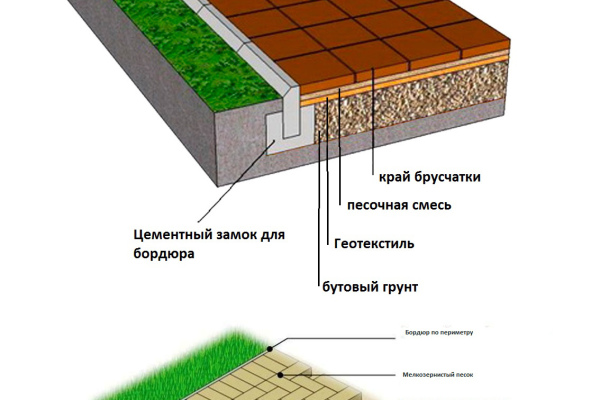 край брусчатки
песочная смесь
Цементный замок для
бордюра
Геотекстиль
бутовый грунт
Бордюр по периметру
Мелкозернистый песок